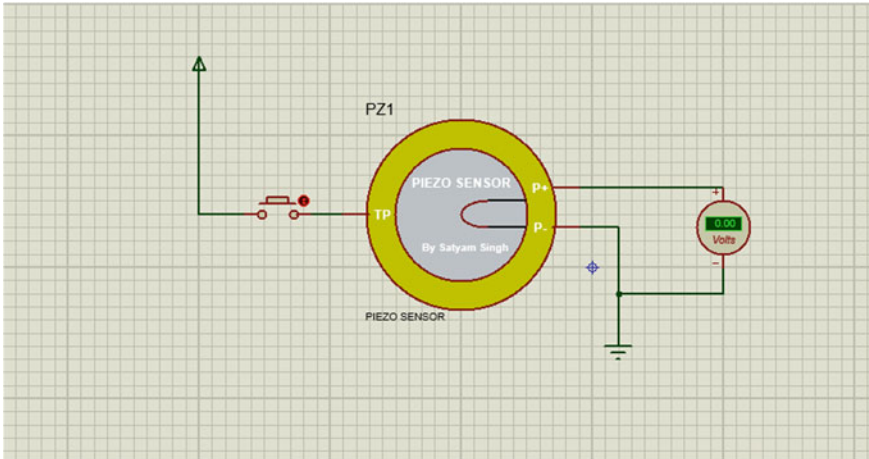 PZ1
PIEZO SENSOR
P+
TP
P-
By Satyam Singh
+
0.00
Volts
PIEZO SENSOR